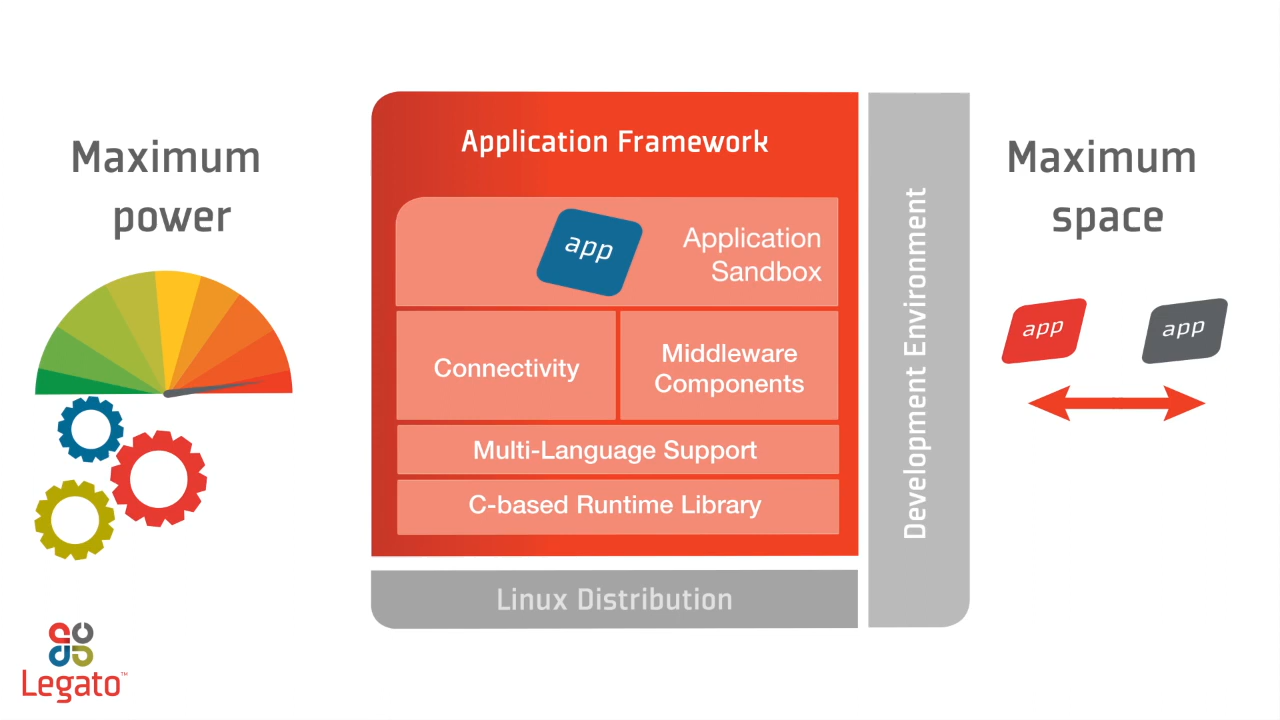 Maximum
power
Application Framework
app
Application
Sandbox
Connectivity
Middleware
Components
Multi-Language Support
C-based Runtime Library
Linux Distribution
Development Environment
Maximum
space
app
app
Legato™